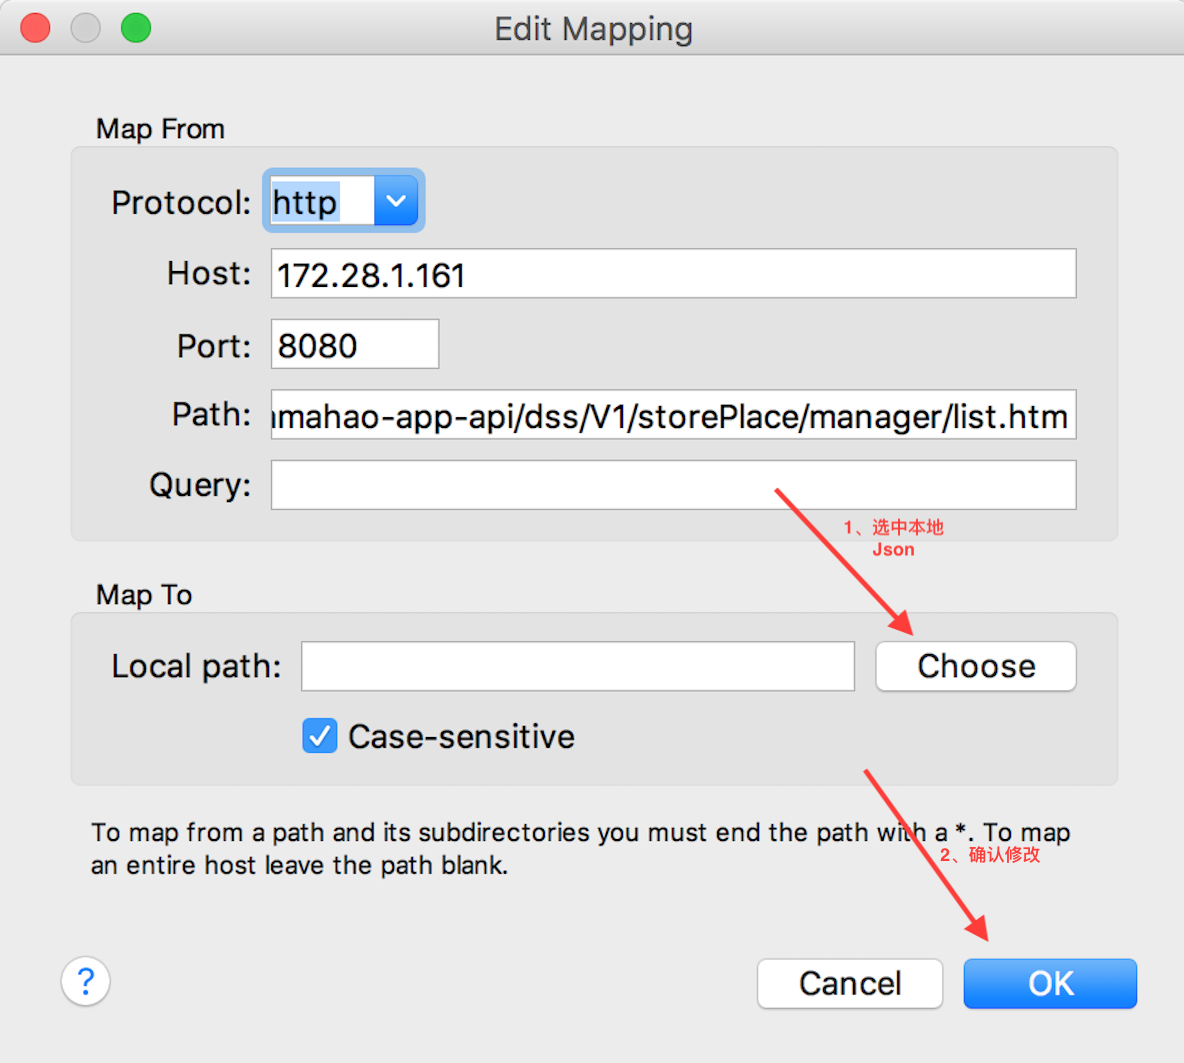 Edit Mapping
Map From
Protocol: http
Host: 172.28.1.161
Port: 8080
Path: mahao-app-api/dss/V1/storePlace/manager/list.htm
Query:
1、选中本地
Json
Map To
Local path: Choose
Case-sensitive
To map from a path and its subdirectories you must end the path with a *. To map
an entire host leave the path blank.
2、确认修改
? Cancel OK